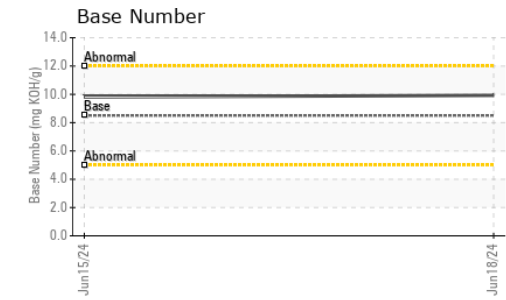 Base Number
Base Number (mg KOH/g)
14.0
12.0
10.0
8.0
6.0
4.0
2.0
0.0
Abnormal
Base
Abnormal
Jun15/24
Jun18/24